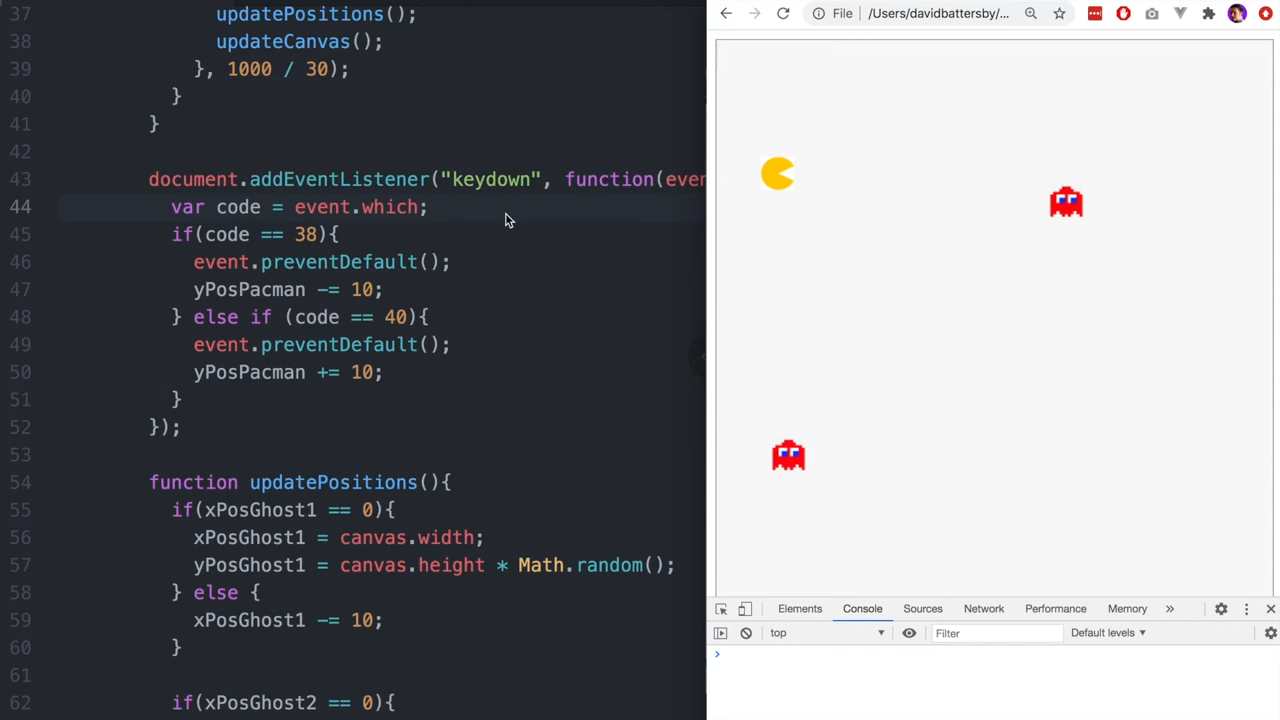 37 updatePositions();
38 updateCanvas();
39 }, 1000 / 30);
40 }
41 }
42
43 document.addEventListener("keydown", function(even
44 var code = event.which;
45 if(code == 38){
46 event.preventDefault();
47 yPosPacman -= 10;
48 } else if (code == 40){
49 event.preventDefault();
50 yPosPacman += 10;
51 }
52 });
53
54 function updatePositions(){
55 if(xPosGhost1 == 0){
56 xPosGhost1 = canvas.width;
57 yPosGhost1 = canvas.height * Math.random();
58 } else {
59 xPosGhost1 -= 10;
60 }
61
62 if(xPosGhost2 == 0){
File /Users/davidbattersby/...
Elements Console Sources Network Performance Memory »
top Filter Default levels